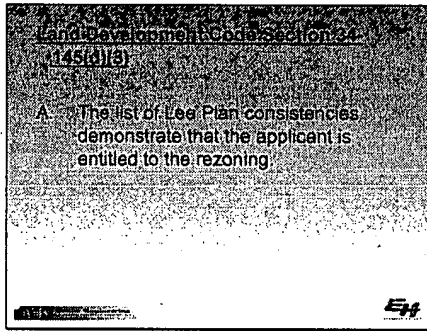 Land Development Code Section 34-
145(d)(3)
A. The list of Lee Plan consistencies
demonstrate that the applicant is
entitled to the rezoning.
EH